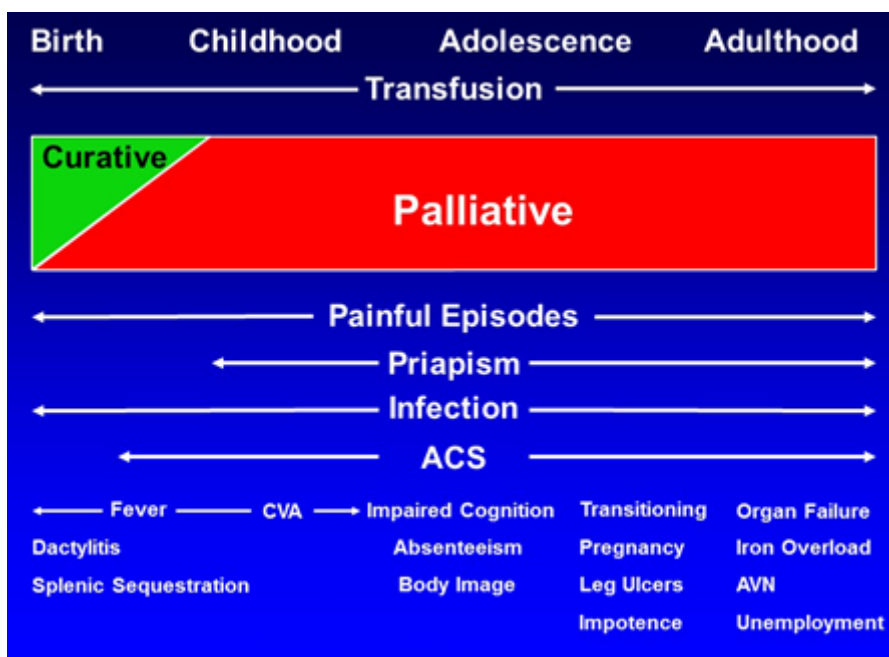 Birth Childhood Adolescence Adulthood
Transfusion
Curative
Palliative
Painful Episodes
Priapism
Infection
ACS
Fever CVA Impaired Cognition Transitioning Organ Failure
Dactylitis Absenteeism Pregnancy Iron Overload
Splenic Sequestration Body Image Leg Ulcers AVN
Impotence Unemployment